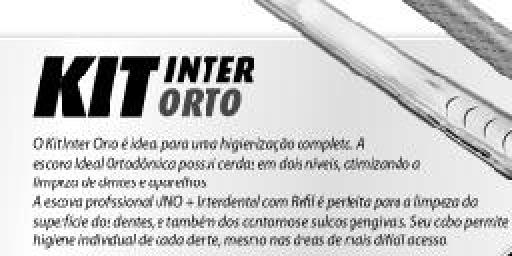 KIT INTER
ORTO
O Kit Inter Orto é ideal para uma higienização completa. A
escova Ideal Ortodôntica possui cerdas em dois níveis, otimizando a
limpeza de dentes e aparelhos
A escova profissional UNO + Interdental com Refil é perfeita para a limpeza da
superfície dos dentes, e também dos contornos e sulcos gengivais. Seu cabo permite
higiene individual de cada dente, mesmo nas áreas de mais difícil acesso